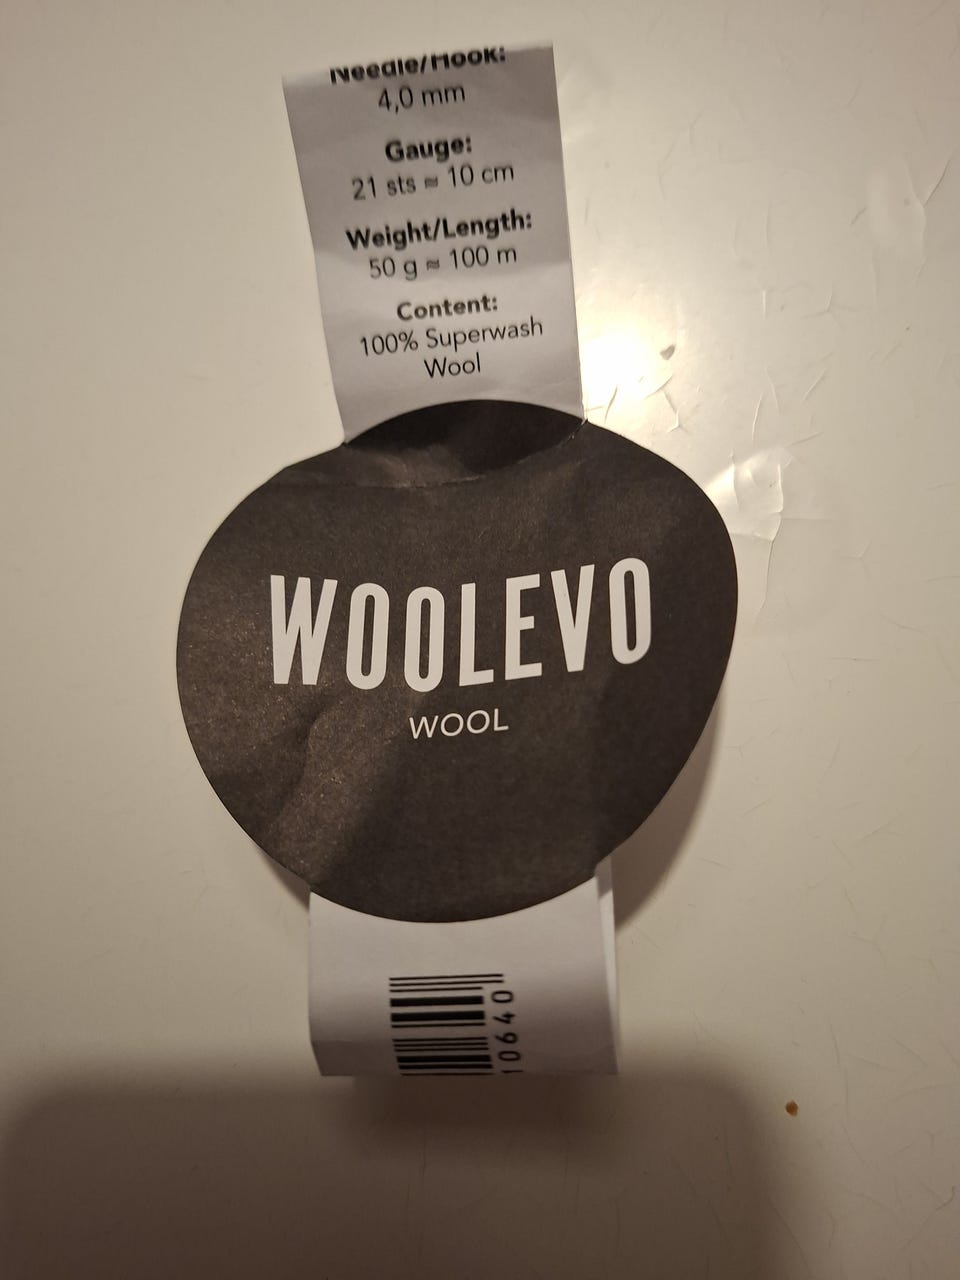 Needle/Hook:
4,0 mm
Gauge:
21 sts ≈ 10 cm
Weight/Length:
50 g ≈ 100 m
Content:
100% Superwash
Wool
WOOLEVO
WOOL
10640